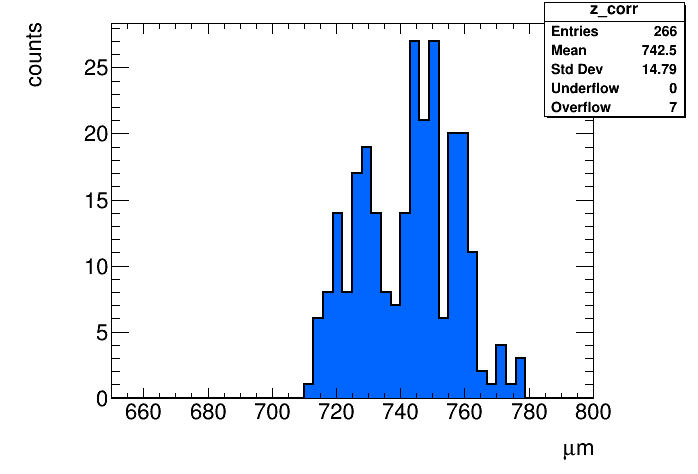 z_corr
Entries 266
Mean 742.5
Std Dev 14.79
Underflow 0
Overflow 7
counts
25
20
15
10
5
0
660 680 700 720 740 760 780 800
μm